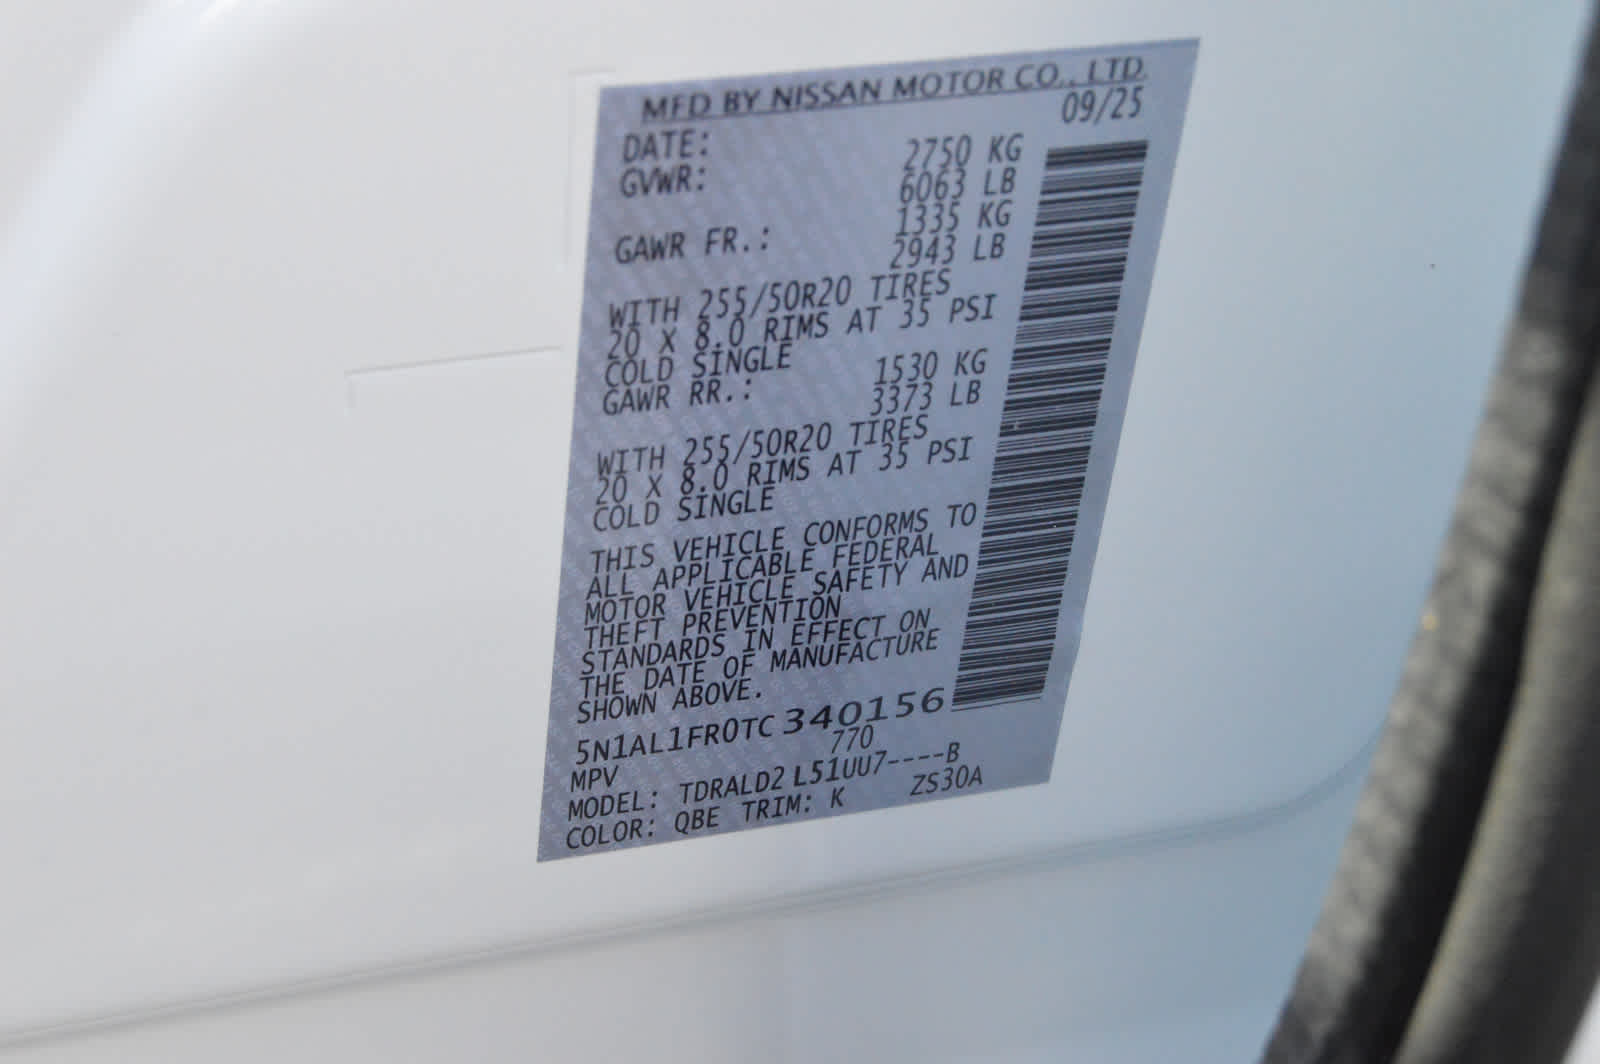 MFD BY NISSAN MOTOR CO., LTD.
DATE: 09/25
GVWR: 2750 KG
6063 LB
GAWR FR.: 1335 KG
2943 LB
WITH 255/50R20 TIRES
20 X 8.0 RIMS AT 35 PSI
COLD SINGLE
GAWR RR.: 1530 KG
3373 LB
WITH 255/50R20 TIRES
20 X 8.0 RIMS AT 35 PSI
COLD SINGLE
THIS VEHICLE CONFORMS TO
ALL APPLICABLE FEDERAL
MOTOR VEHICLE SAFETY AND
THEFT PREVENTION
STANDARDS IN EFFECT ON
THE DATE OF MANUFACTURE
SHOWN ABOVE.
5N1AL1FR0TC340156
MPV 770
MODEL: TDRALD2 L51UU7----B
COLOR: QBE TRIM: K ZS30A